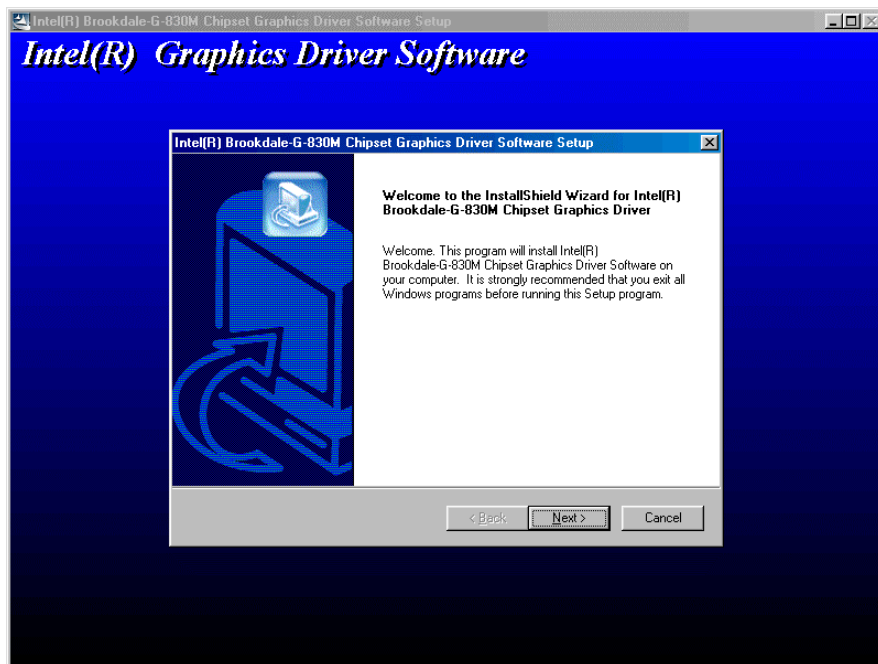 Intel(R) Brookdale-G-830M Chipset Graphics Driver Software Setup
Intel(R) Graphics Driver Software
Intel(R) Brookdale-G-830M Chipset Graphics Driver Software Setup
Welcome to the InstallShield Wizard for Intel(R)
Brookdale-G-830M Chipset Graphics Driver
Welcome. This program will install Intel(R)
Brookdale-G-830M Chipset Graphics Driver Software on
your computer. It is strongly recommended that you exit all
Windows programs before running this Setup program.
< Back Next > Cancel